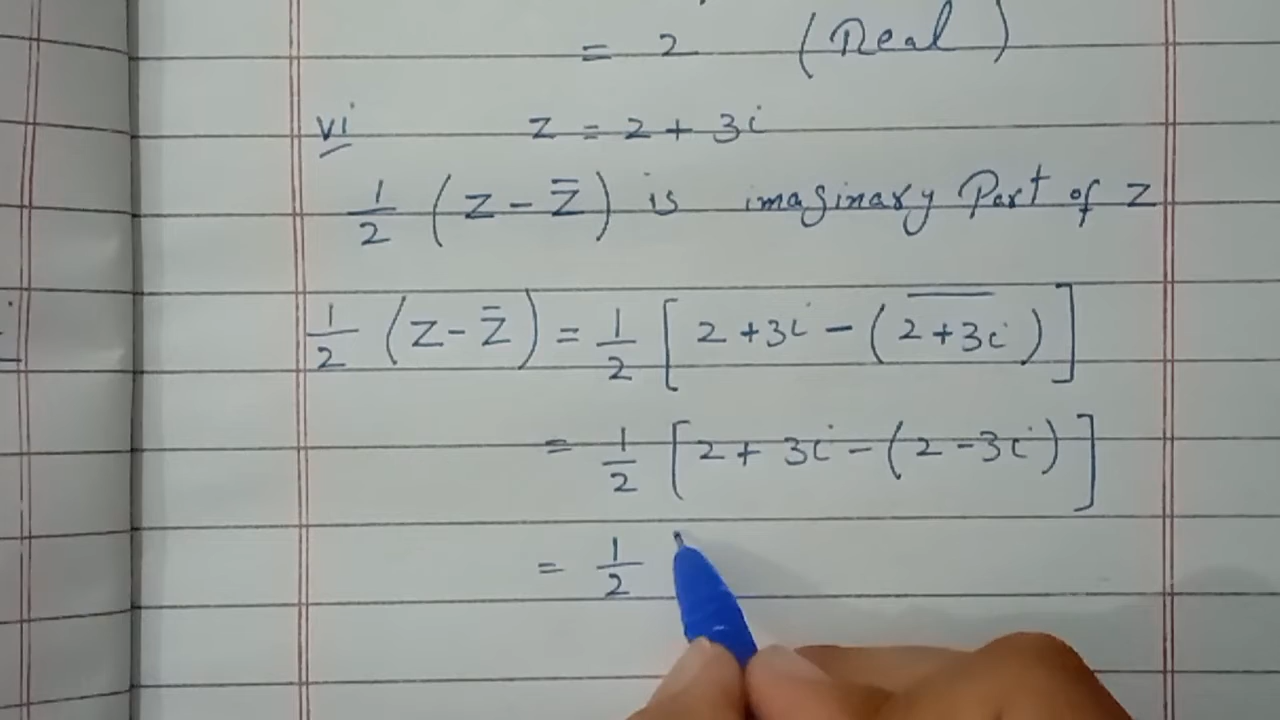 = 2 (Real)
vi z = 2 + 3i
1/2 (z - z̄) is imaginary Part of z
1/2 (z - z̄) = 1/2 [2 + 3i - (\overline{2 + 3i})]
= 1/2 [2 + 3i - (2 - 3i)]
= 1/2